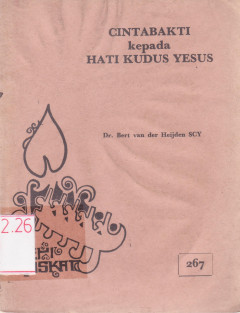 CINTABAKTI
kepada
HATI KUDUS YESUS
Dr. Bert van der Heijden SCY
2.26
267